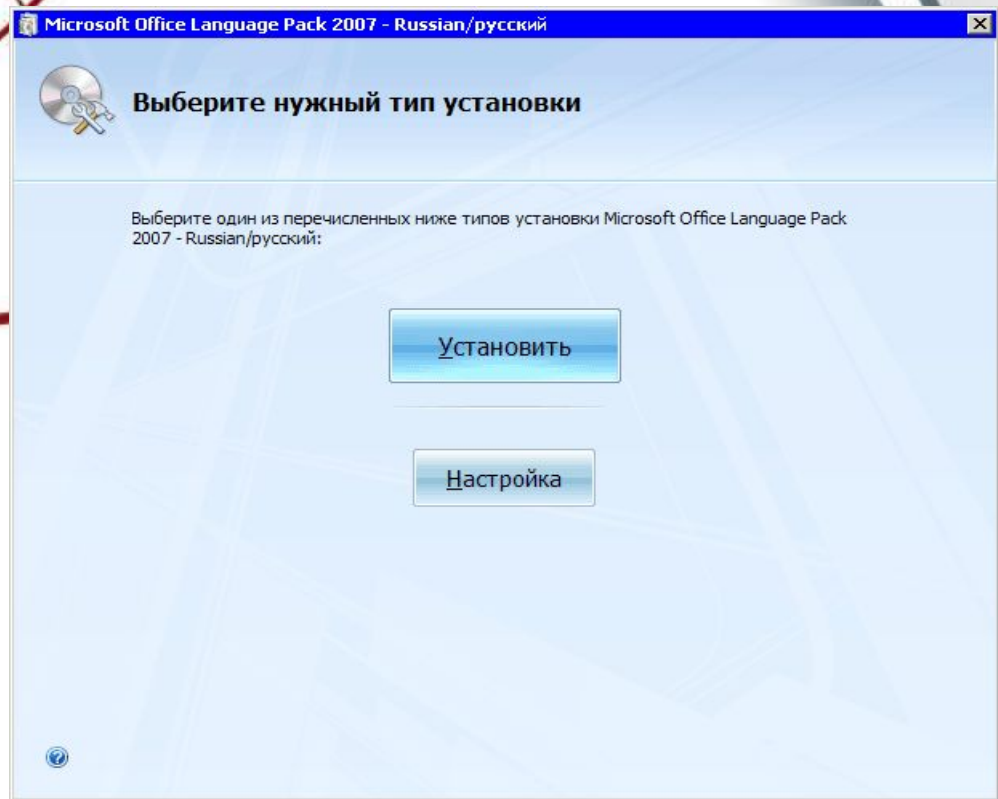 Microsoft Office Language Pack 2007 - Russian/русский
Выберите нужный тип установки
Выберите один из перечисленных ниже типов установки Microsoft Office Language Pack
2007 - Russian/русский:
Установить
Настройка